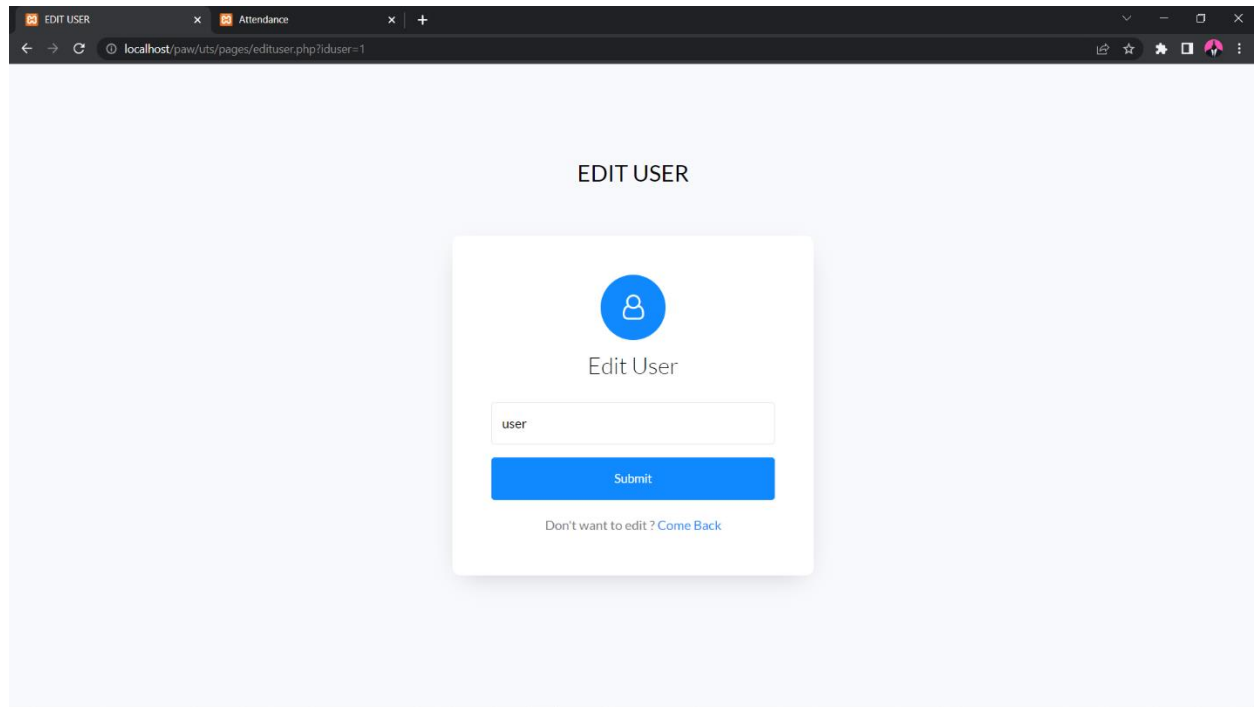 EDIT USER
Attendance
localhost/paw/uts/pages/edituser.php?iduser=1
EDIT USER
Edit User
user
Submit
Don't want to edit ? Come Back